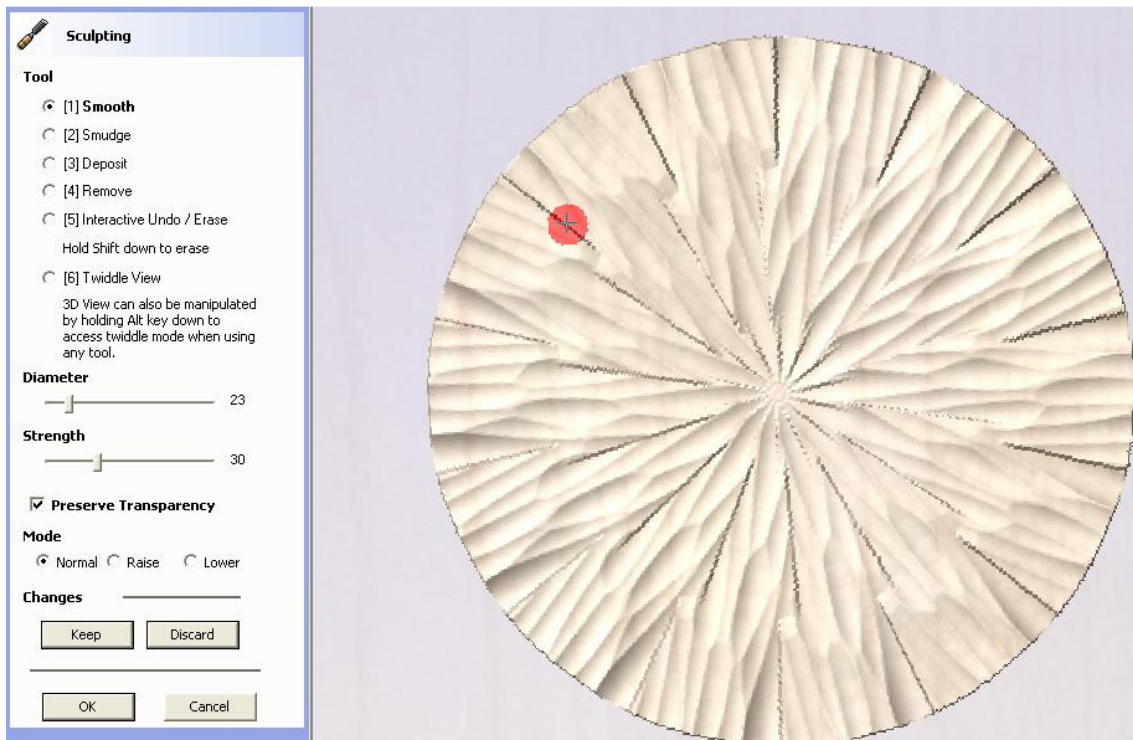 Sculpting
Tool
[1] Smooth
[2] Smudge
[3] Deposit
[4] Remove
[5] Interactive Undo / Erase
Hold Shift down to erase
[6] Twiddle View
3D View can also be manipulated
by holding Alt key down to
access twiddle mode when using
any tool.
Diameter
23
Strength
30
Preserve Transparency
Mode
Normal Raise Lower
Changes
Keep Discard
OK Cancel